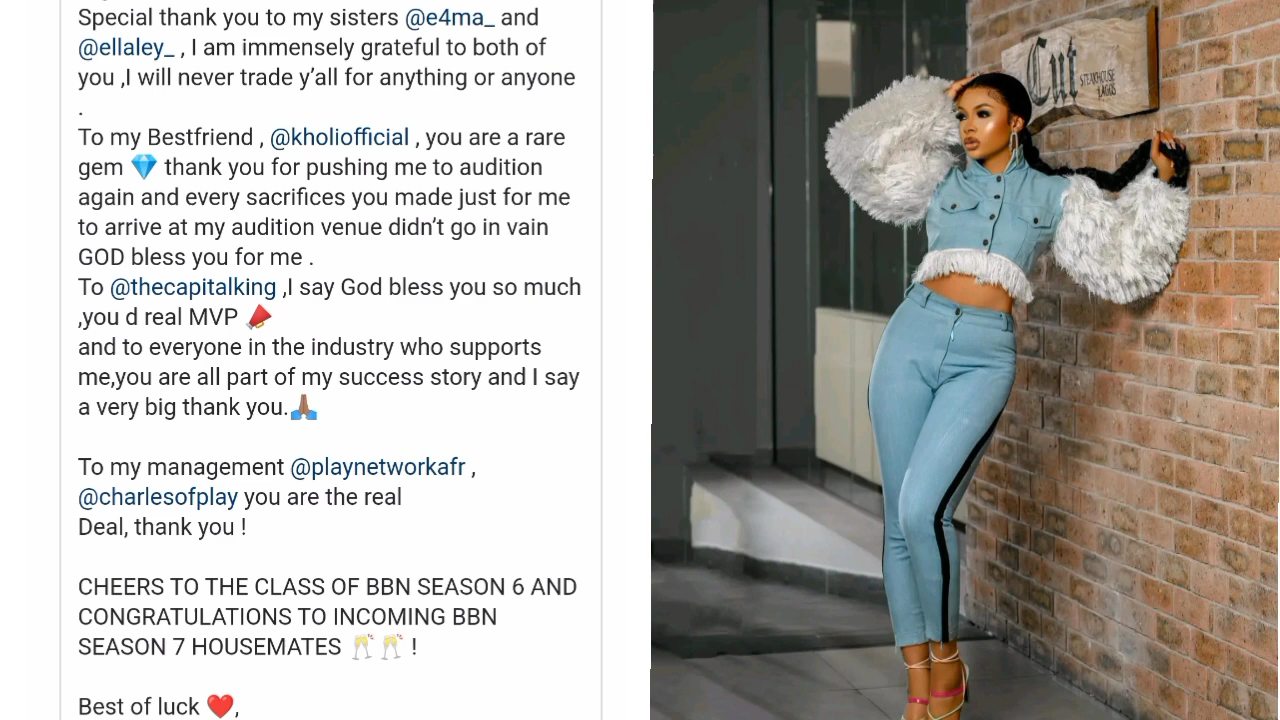 Special thank you to my sisters @e4ma_ and
@ellaley_ , I am immensely grateful to both of
you ,I will never trade y’all for anything or anyone
.
To my Bestfriend , @kholiofficial , you are a rare
gem 💎 thank you for pushing me to audition
again and every sacrifices you made just for me
to arrive at my audition venue didn’t go in vain
GOD bless you for me .
To @thecapitalking ,I say God bless you so much
,you d real MVP 📣
and to everyone in the industry who supports
me,you are all part of my success story and I say
a very big thank you.🙏🏾
To my management @playnetworkafr ,
@charlesofplay you are the real
Deal, thank you !
CHEERS TO THE CLASS OF BBN SEASON 6 AND
CONGRATULATIONS TO INCOMING BBN
SEASON 7 HOUSEMATES 🥂🥂 !
Best of luck ❤️,
Cut
STEAKHOUSE
LAGOS